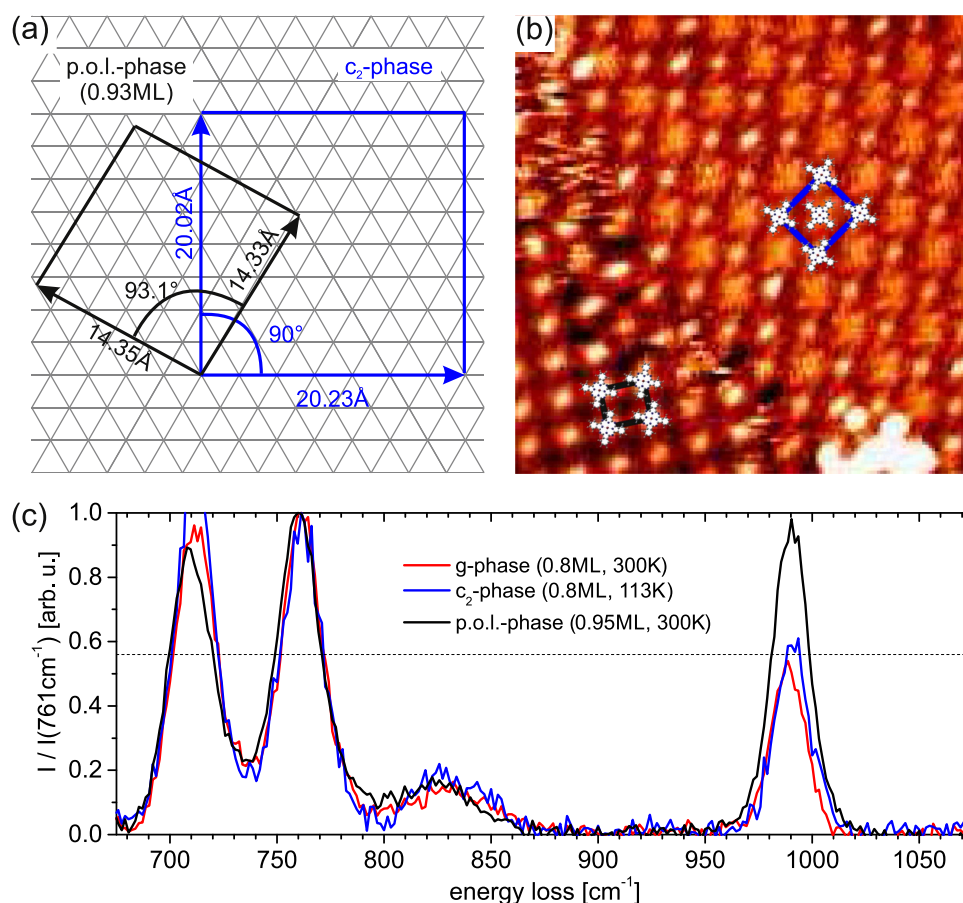 (a)
p.o.l.-phase
(0.93ML)
c₂-phase
20.02Å
14.33Å
93.1°
14.35Å
90°
20.23Å
(b)
(c)
I / I(761cm⁻¹) [arb. u.]
1.0
0.8
0.6
0.4
0.2
0.0
g-phase (0.8ML, 300K)
c₂-phase (0.8ML, 113K)
p.o.l.-phase (0.95ML, 300K)
700 750 800 850 900 950 1000 1050
energy loss [cm⁻¹]